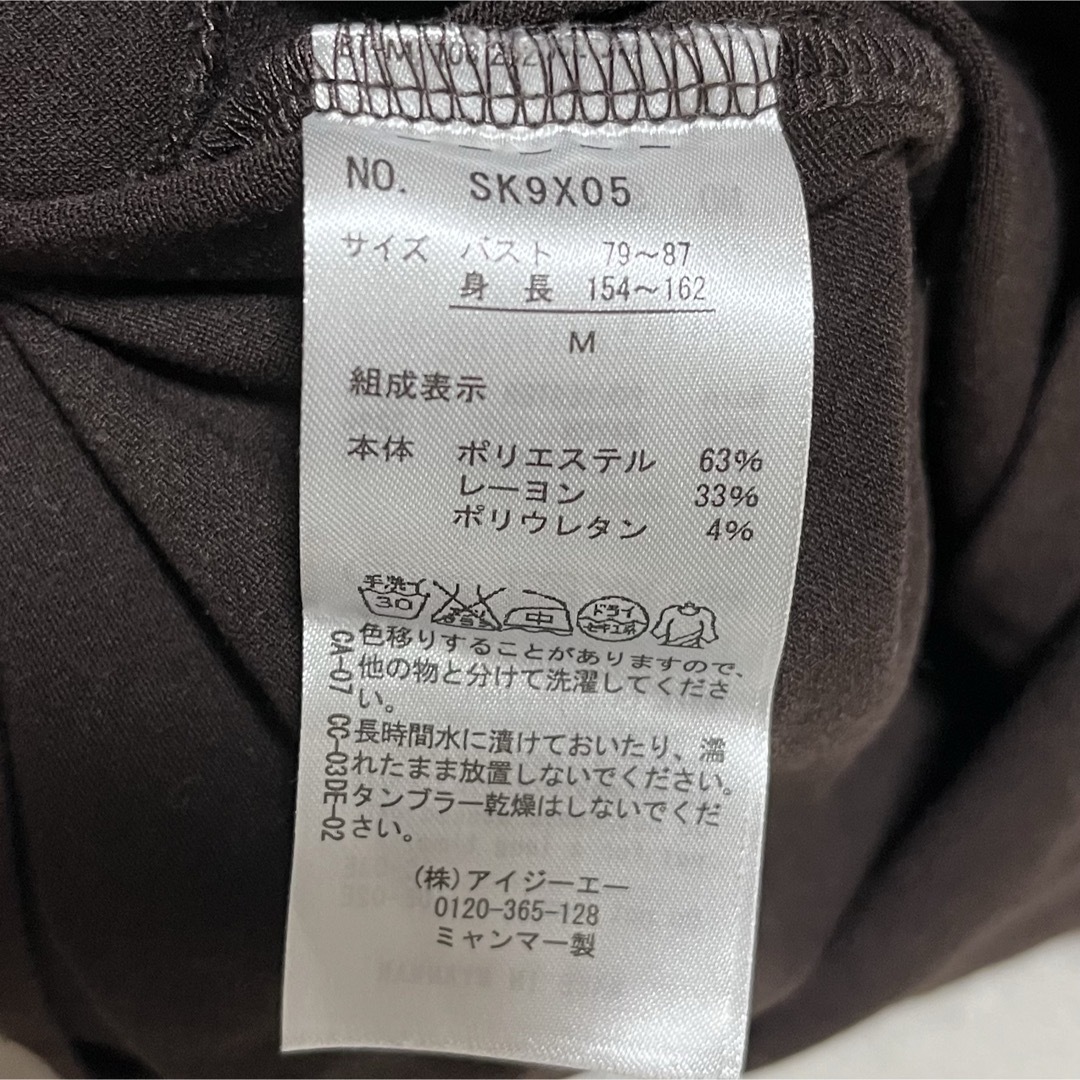 NO. SK9X05
サイズ バスト 79～87
身 長 154～162
M
組成表示
本体 ポリエステル 63%
レーヨン 33%
ポリウレタン 4%
手洗イ
30
中
ドライ
セキユ系
色移りすることがありますので、
他の物と分けて洗濯してくださ
い。
長時間水に漬けておいたり、濡
れたまま放置しないでください。
タンブラー乾燥はしないでくだ
さい。
CA-07 CC-03DE-02
(株)アイジーエー
0120-365-128
ミャンマー製